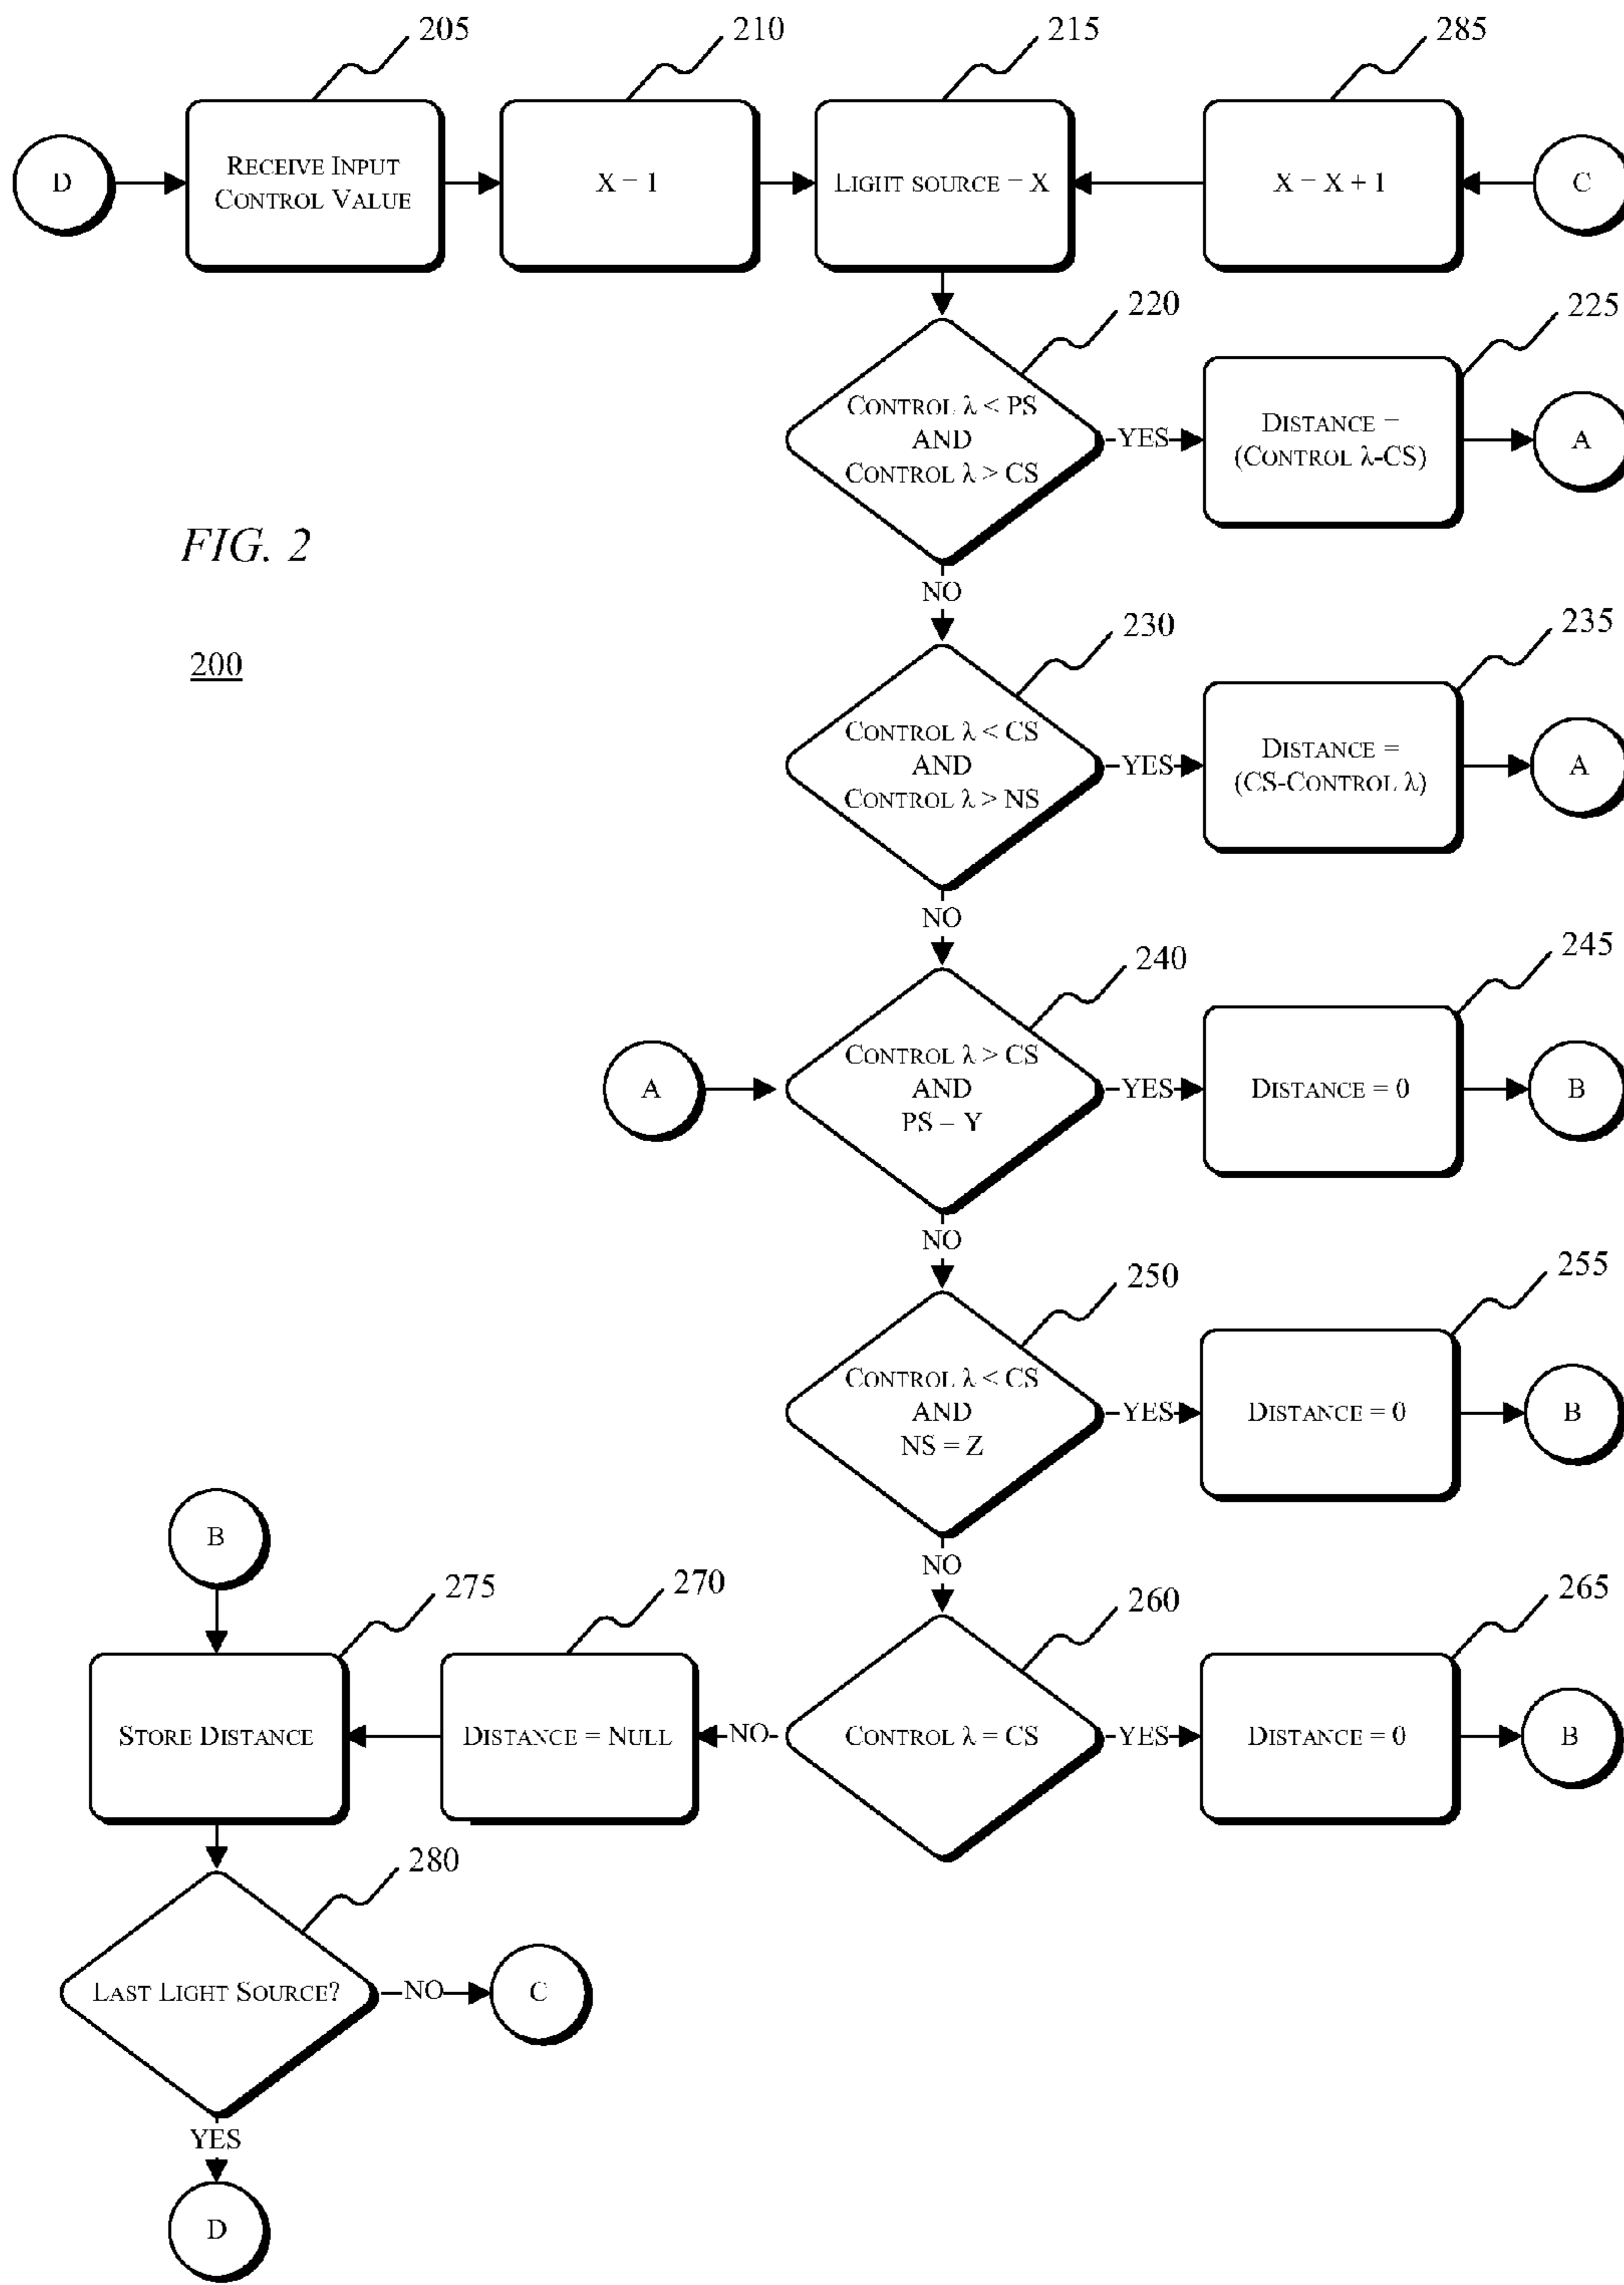 205
210
215
285
D
RECEIVE INPUT
CONTROL VALUE
X = 1
LIGHT SOURCE = X
X = X + 1
C
220
225
CONTROL λ < PS
AND
CONTROL λ > CS
YES
DISTANCE =
(CONTROL λ-CS)
A
FIG. 2
NO
200
230
235
CONTROL λ < CS
AND
CONTROL λ > NS
YES
DISTANCE =
(CS-CONTROL λ)
A
NO
240
245
A
CONTROL λ > CS
AND
PS = Y
YES
DISTANCE = 0
B
NO
250
255
CONTROL λ < CS
AND
NS = Z
YES
DISTANCE = 0
B
NO
B
275
270
260
265
STORE DISTANCE
DISTANCE = NULL
NO
CONTROL λ = CS
YES
DISTANCE = 0
B
280
LAST LIGHT SOURCE?
NO
C
YES
D